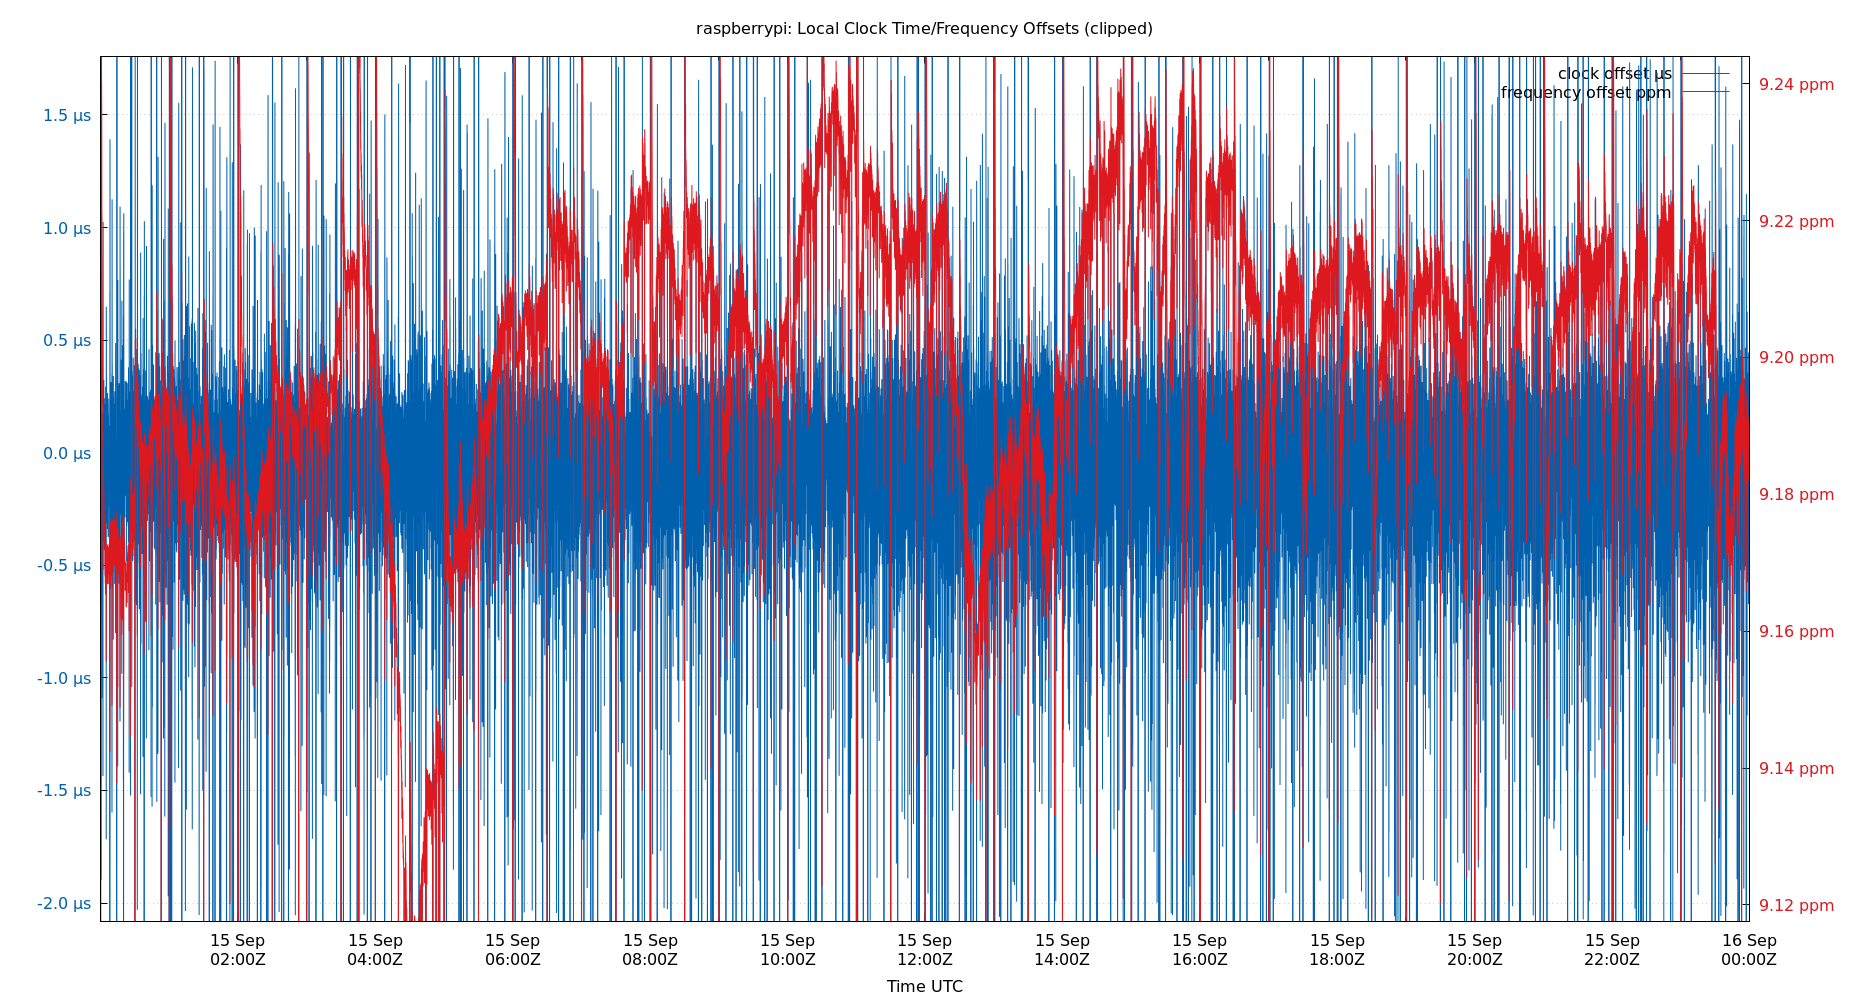 raspberrypi: Local Clock Time/Frequency Offsets (clipped)
clock offset µs
frequency offset ppm
1.5 µs
1.0 µs
0.5 µs
0.0 µs
-0.5 µs
-1.0 µs
-1.5 µs
-2.0 µs
9.24 ppm
9.22 ppm
9.20 ppm
9.18 ppm
9.16 ppm
9.14 ppm
9.12 ppm
15 Sep 15 Sep 15 Sep 15 Sep 15 Sep 15 Sep 15 Sep 15 Sep 15 Sep 15 Sep 15 Sep 16 Sep
02:00Z 04:00Z 06:00Z 08:00Z 10:00Z 12:00Z 14:00Z 16:00Z 18:00Z 20:00Z 22:00Z 00:00Z
Time UTC